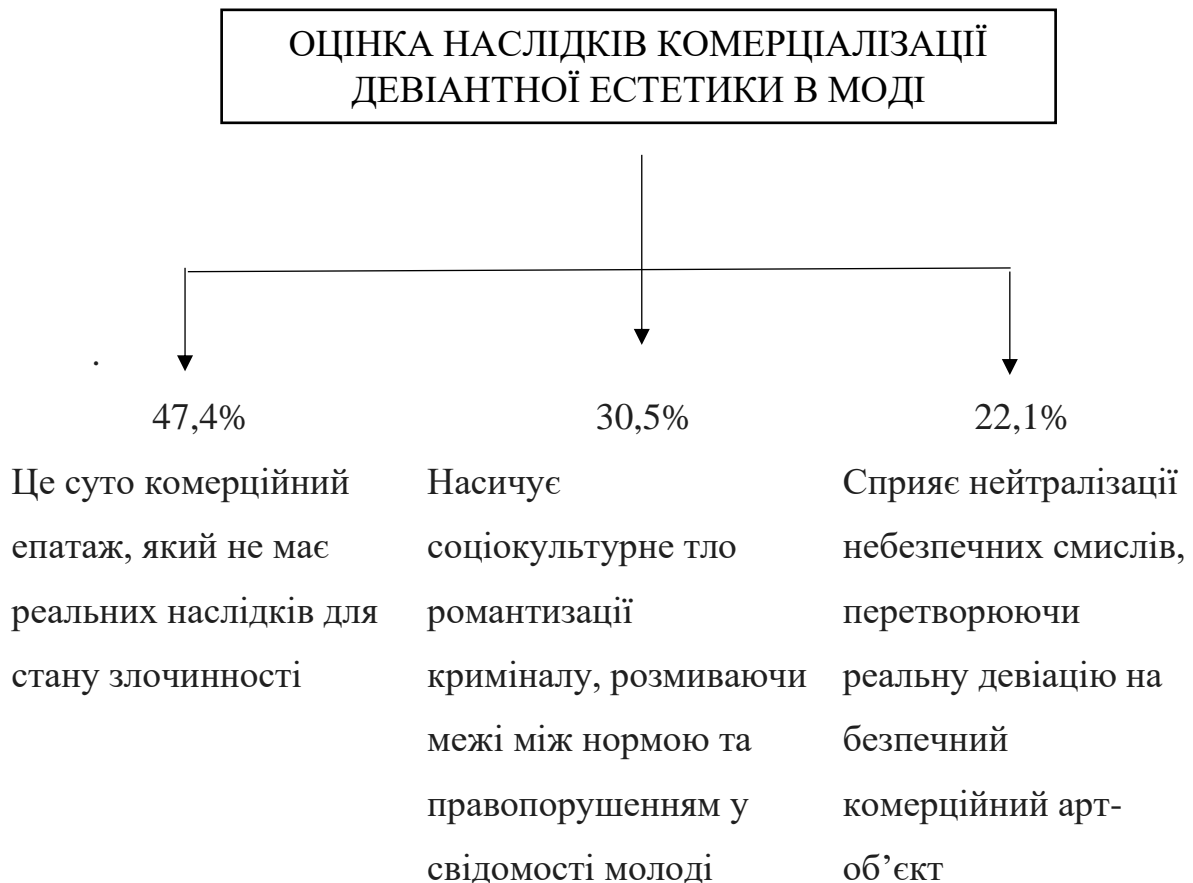 ОЦІНКА НАСЛІДКІВ КОМЕРЦІАЛІЗАЦІЇ
ДЕВІАНТНОЇ ЕСТЕТИКИ В МОДІ
.
47,4%
Це суто комерційний
епатаж, який не має
реальних наслідків для
стану злочинності
30,5%
Насичує
соціокультурне тло
романтизації
криміналу, розмиваючи
межі між нормою та
правопорушенням у
свідомості молоді
22,1%
Сприяє нейтралізації
небезпечних смислів,
перетворюючи
реальну девіацію на
безпечний
комерційний арт-
об’єкт